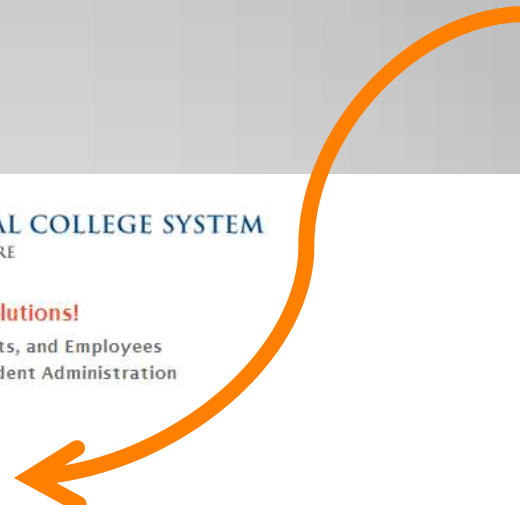 AL COLLEGE SYSTEM
RE
lutions!
ts, and Employees
dent Administration